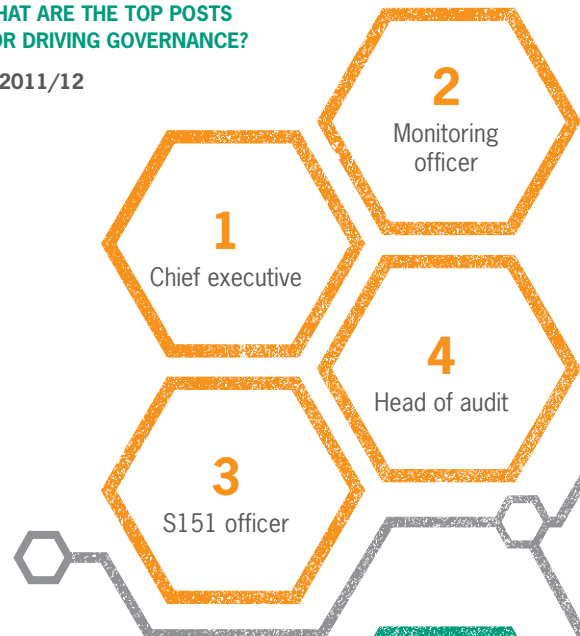 HAT ARE THE TOP POSTS
OR DRIVING GOVERNANCE?
2011/12
1
Chief executive
2
Monitoring
officer
3
S151 officer
4
Head of audit